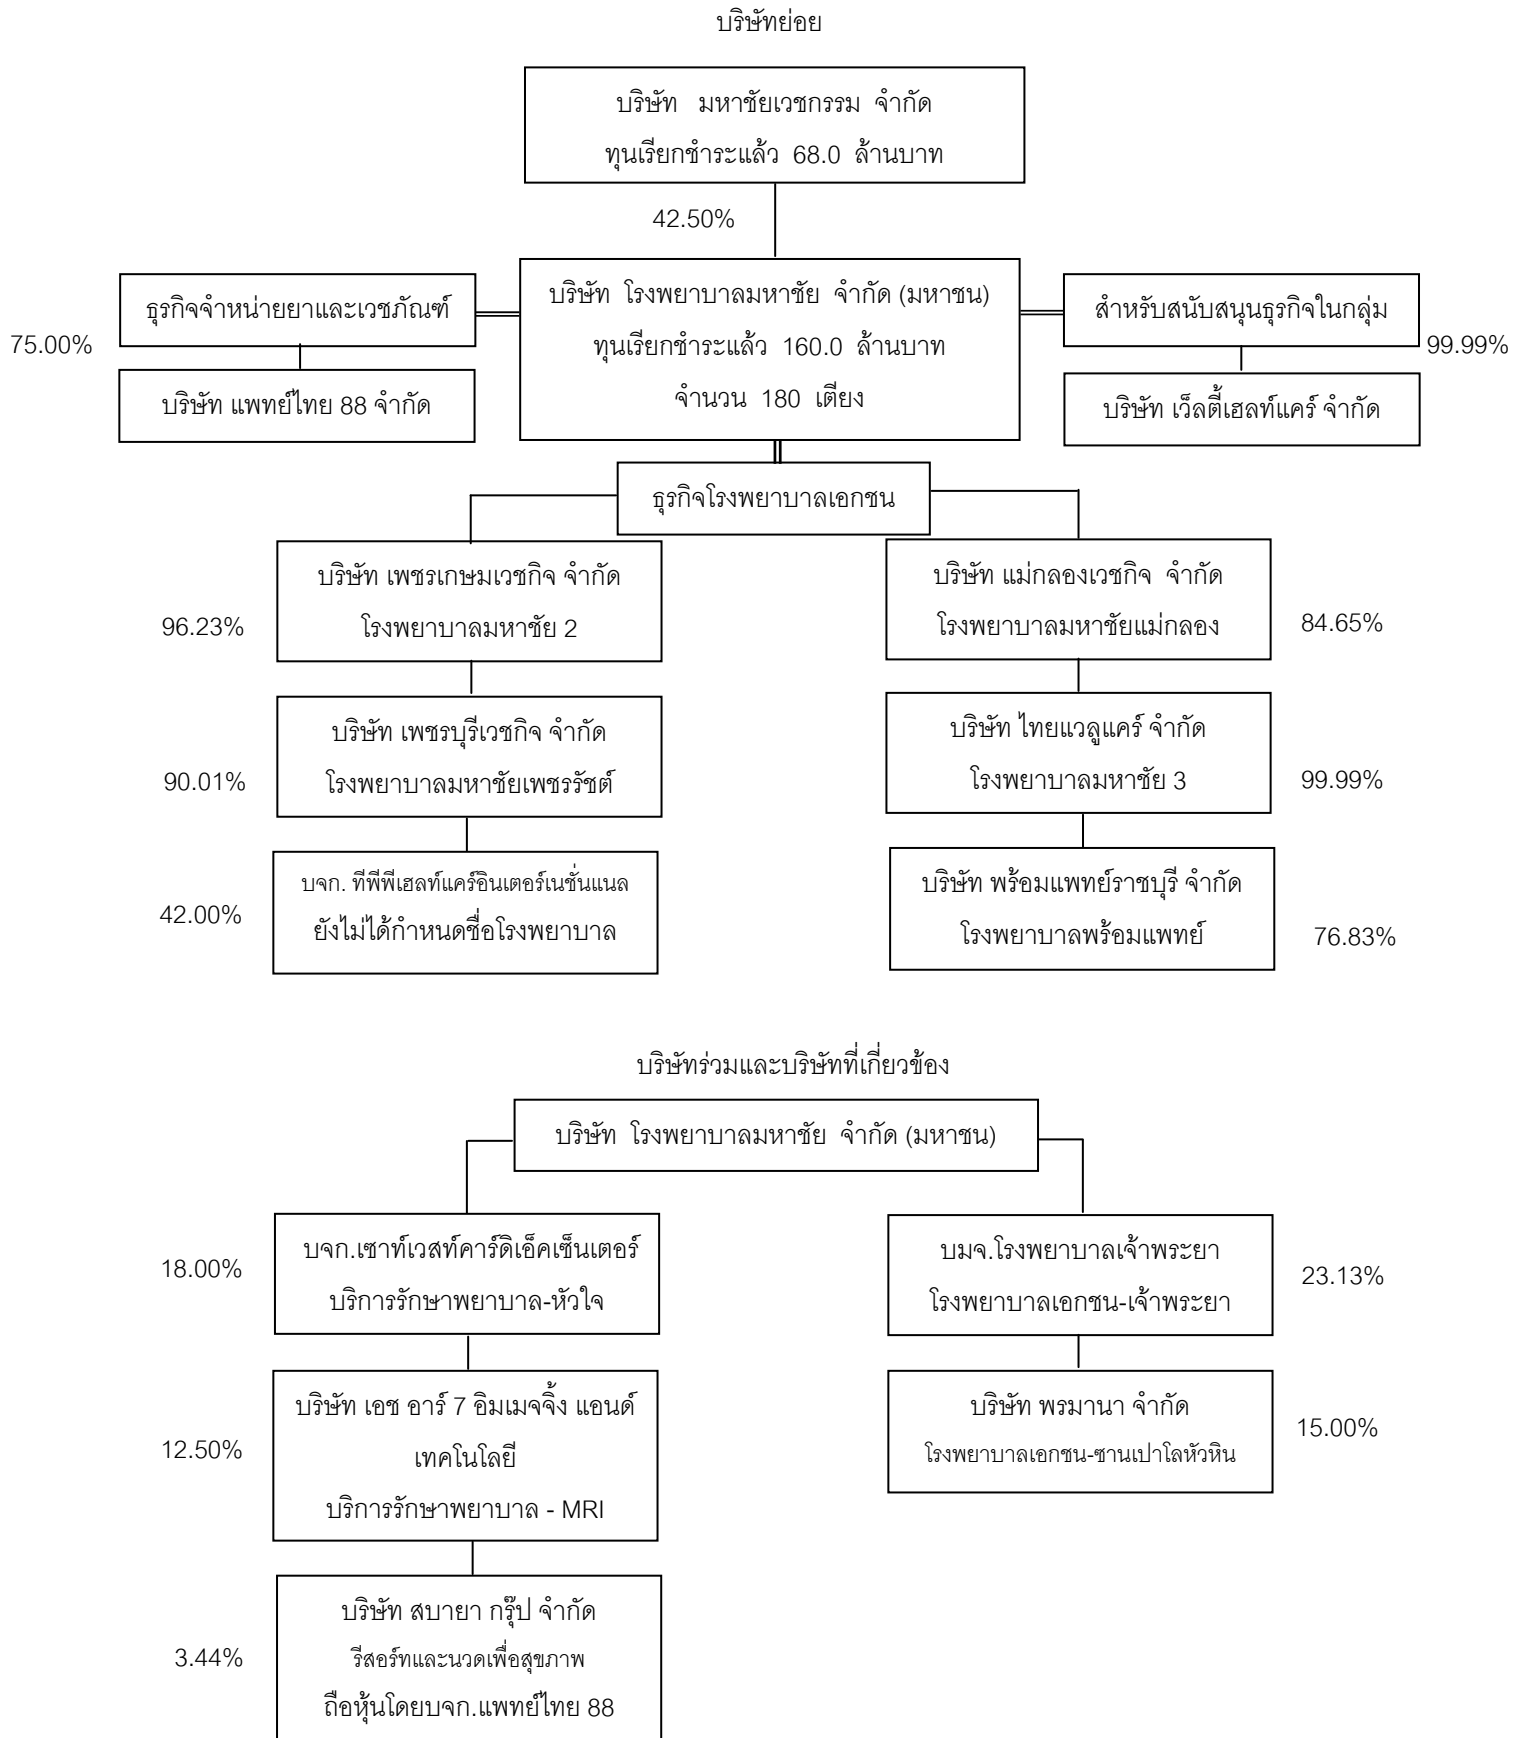 บริษัทย่อย
บริษัท มหาชัยเวชกรรม จำกัด
ทุนเรียกชำระแล้ว 68.0 ล้านบาท
42.50%
ธุรกิจจำหน่ายยาและเวชภัณฑ์
75.00%
บริษัท แพทย์ไทย 88 จำกัด
บริษัท โรงพยาบาลมหาชัย จำกัด (มหาชน)
ทุนเรียกชำระแล้ว 160.0 ล้านบาท
จำนวน 180 เตียง
สำหรับสนับสนุนธุรกิจในกลุ่ม
99.99%
บริษัท เว็ลตี้เฮลท์แคร์ จำกัด
ธุรกิจโรงพยาบาลเอกชน
บริษัท เพชรเกษมเวชกิจ จำกัด
โรงพยาบาลมหาชัย 2
96.23%
บริษัท แม่กลองเวชกิจ จำกัด
โรงพยาบาลมหาชัยแม่กลอง
84.65%
บริษัท เพชรบุรีเวชกิจ จำกัด
โรงพยาบาลมหาชัยเพชรรัชต์
90.01%
บริษัท ไทยแวลูแคร์ จำกัด
โรงพยาบาลมหาชัย 3
99.99%
บจก. ทีพีพีเฮลท์แคร์อินเตอร์เนชั่นแนล
ยังไม่ได้กำหนดชื่อโรงพยาบาล
42.00%
บริษัท พร้อมแพทย์ราชบุรี จำกัด
โรงพยาบาลพร้อมแพทย์
76.83%
บริษัทร่วมและบริษัทที่เกี่ยวข้อง
บริษัท โรงพยาบาลมหาชัย จำกัด (มหาชน)
บจก.เซาท์เวสท์คาร์ดิเอ็คเซ็นเตอร์
บริการรักษาพยาบาล-หัวใจ
18.00%
บมจ.โรงพยาบาลเจ้าพระยา
โรงพยาบาลเอกชน-เจ้าพระยา
23.13%
บริษัท เอช อาร์ 7 อิมเมจจิ้ง แอนด์
เทคโนโลยี
บริการรักษาพยาบาล - MRI
12.50%
บริษัท พรมานา จำกัด
โรงพยาบาลเอกชน-ซานเปาโลหัวหิน
15.00%
บริษัท สบายา กรุ๊ป จำกัด
รีสอร์ทและนวดเพื่อสุขภาพ
ถือหุ้นโดยบจก.แพทย์ไทย 88
3.44%